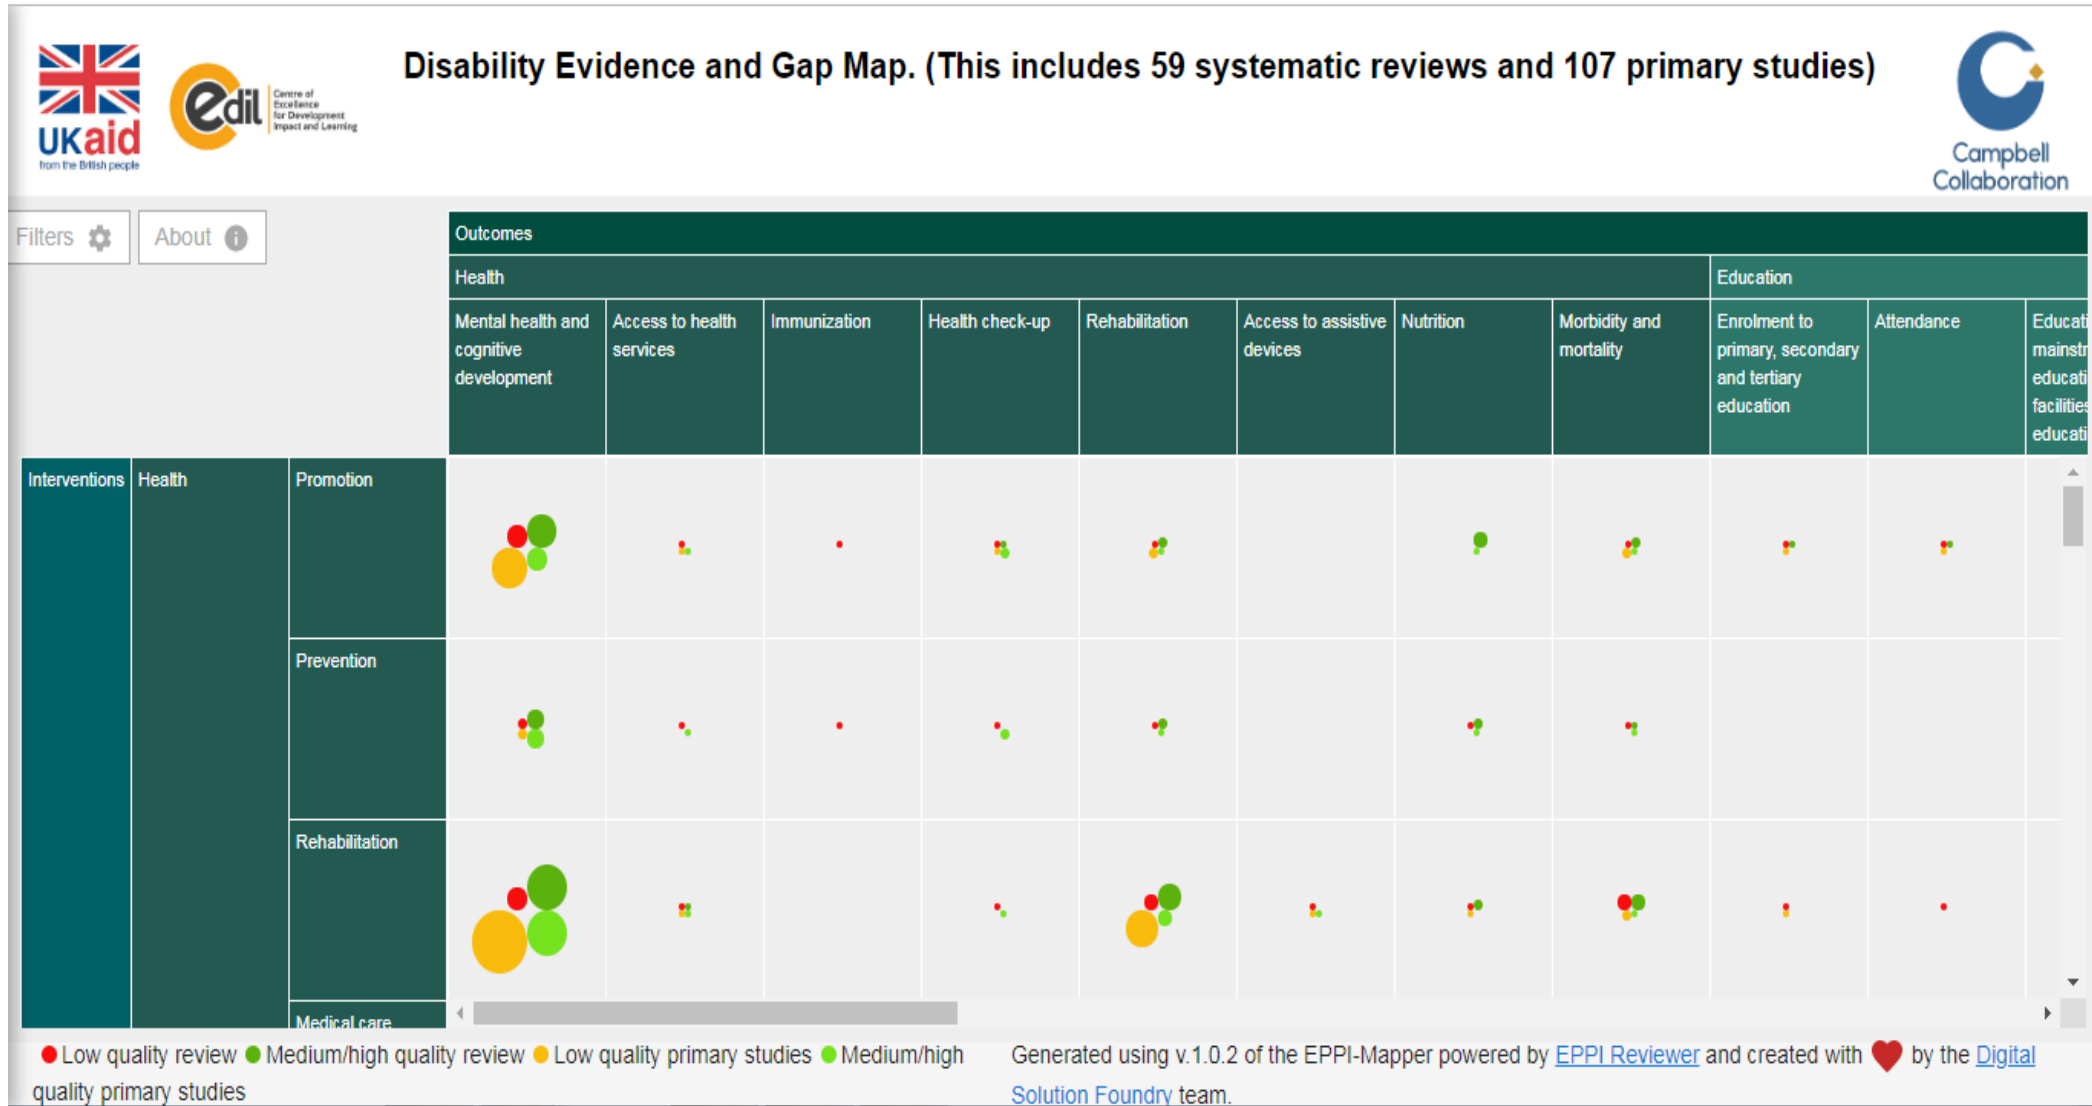 Disability Evidence and Gap Map. (This includes 59 systematic reviews and 107 primary studies)
UKaid
from the British people
edil
Centre of
Excellence
for Development
Impact and Learning
Campbell
Collaboration
Filters
About
Outcomes
Health
Education
Mental health and
cognitive
development
Access to health
services
Immunization
Health check-up
Rehabilitation
Access to assistive
devices
Nutrition
Morbidity and
mortality
Enrolment to
primary, secondary
and tertiary
education
Attendance
Educati
mainstr
educati
facilities
educati
Interventions
Health
Promotion
Prevention
Rehabilitation
Medical care
Low quality review Medium/high quality review Low quality primary studies Medium/high
quality primary studies
Generated using v.1.0.2 of the EPPI-Mapper powered by EPPI Reviewer and created with by the Digital
Solution Foundry team.